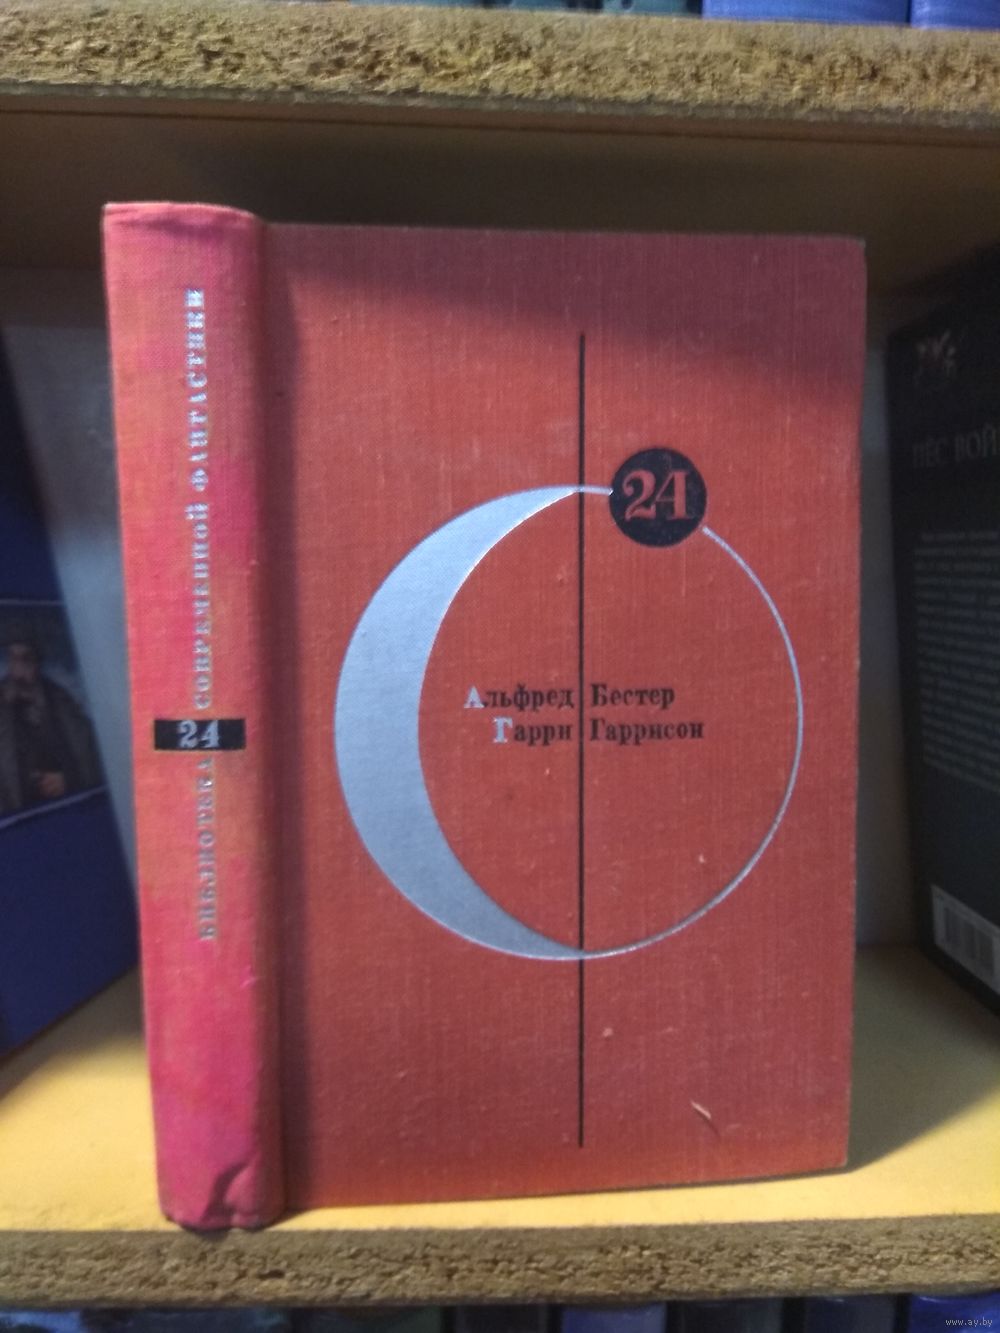 БИБЛИОТЕКА 24 СОВРЕМЕННОЙ ФАНТАСТИКИ
24
Альфред Бестер
Гарри Гаррисон
ПЕС ВОЙ
www.ay.by